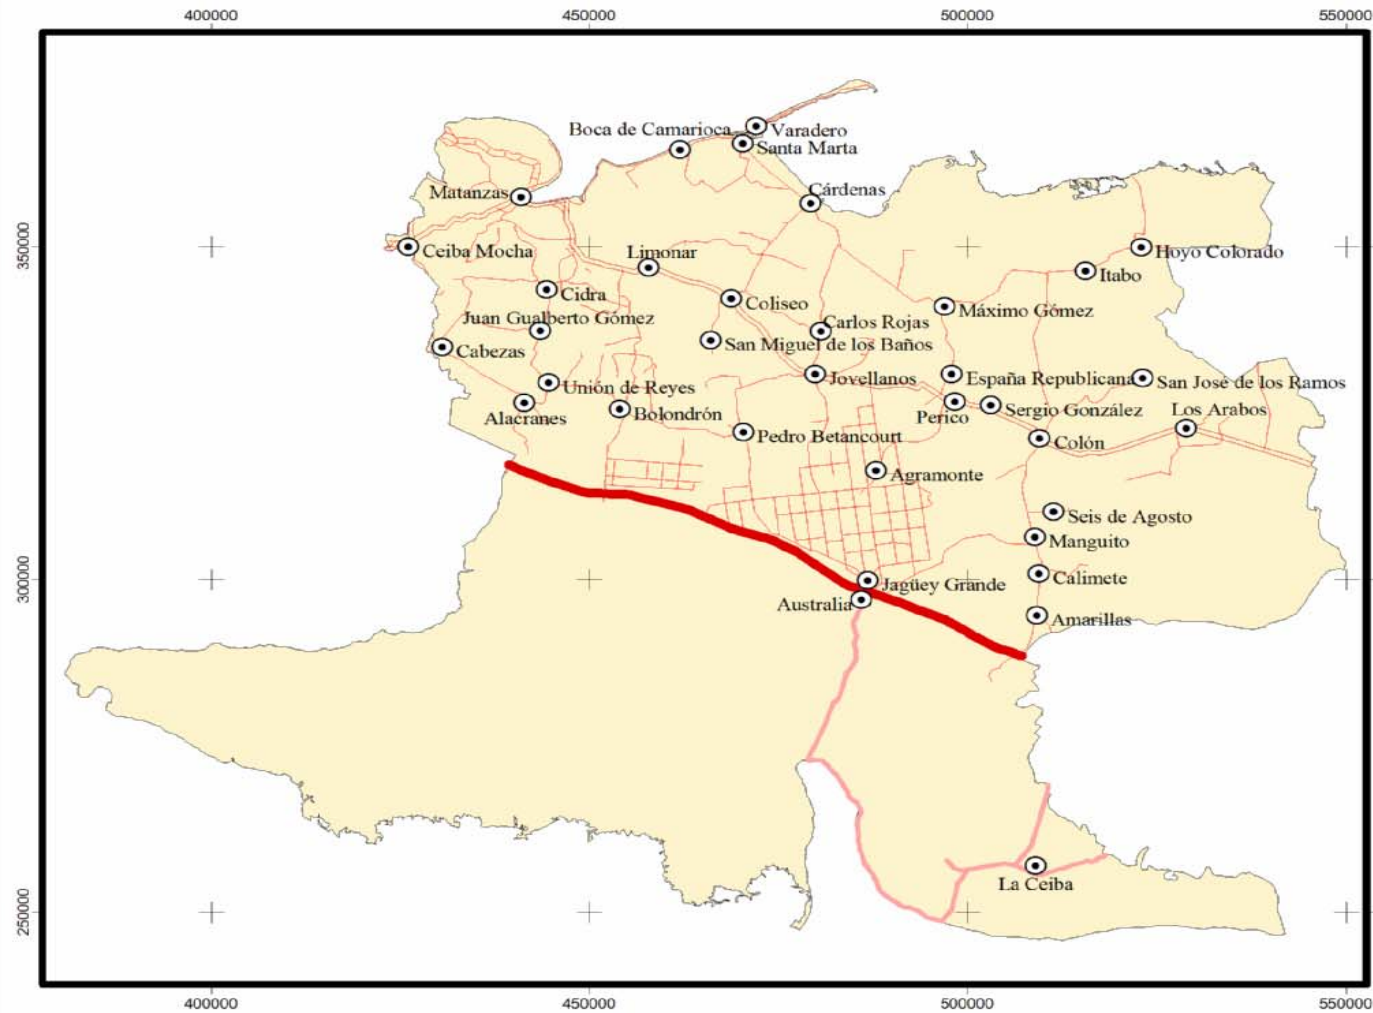 400000 450000 500000 550000
Boca de Camarioca
Varadero
Santa Marta
Matanzas
Cárdenas
350000
Ceiba Mocha
Limonar
Hoyo Colorado
Itabo
Cidra
Coliseo
Máximo Gómez
Juan Gualberto Gómez
Carlos Rojas
San Miguel de los Baños
Cabezas
Jovellanos
España Republicana
San José de los Ramos
Unión de Reyes
Alacranes
Bolondrón
Perico
Sergio González
Los Arabos
Pedro Betancourt
Colón
Agramonte
Seis de Agosto
Manguito
300000
Calimete
Jagüey Grande
Australia
Amarillas
La Ceiba
250000
400000 450000 500000 550000